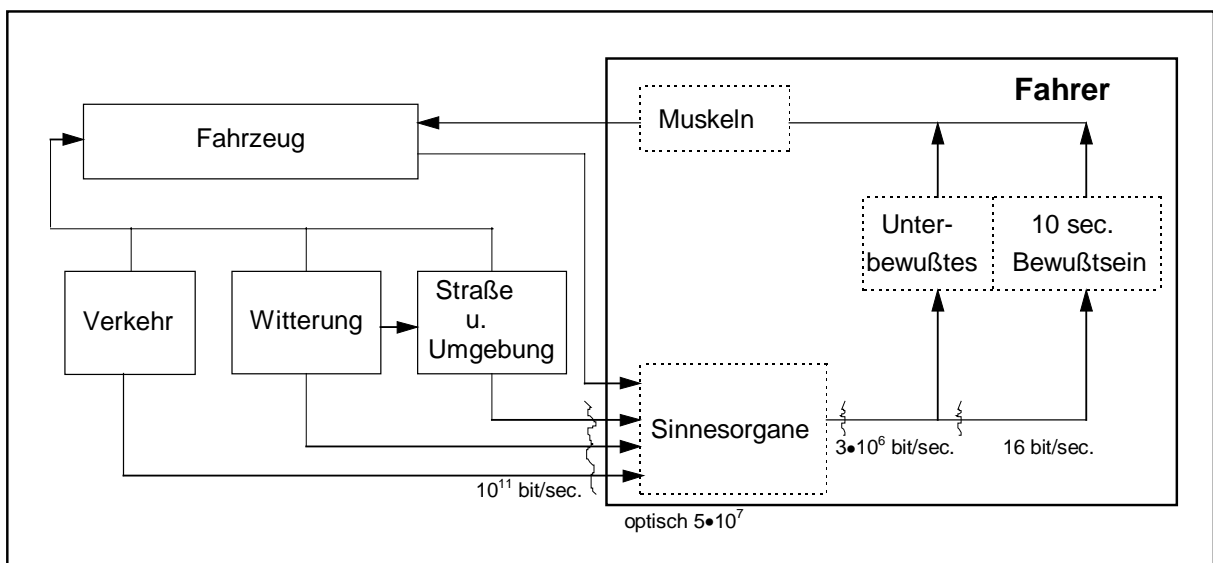 Fahrer
Muskeln
Fahrzeug
Unter-
bewußtes
10 sec.
Bewußtsein
Verkehr
Witterung
Straße
u.
Umgebung
Sinnesorgane
3•10⁶ bit/sec.
16 bit/sec.
10¹¹ bit/sec.
optisch 5•10⁷